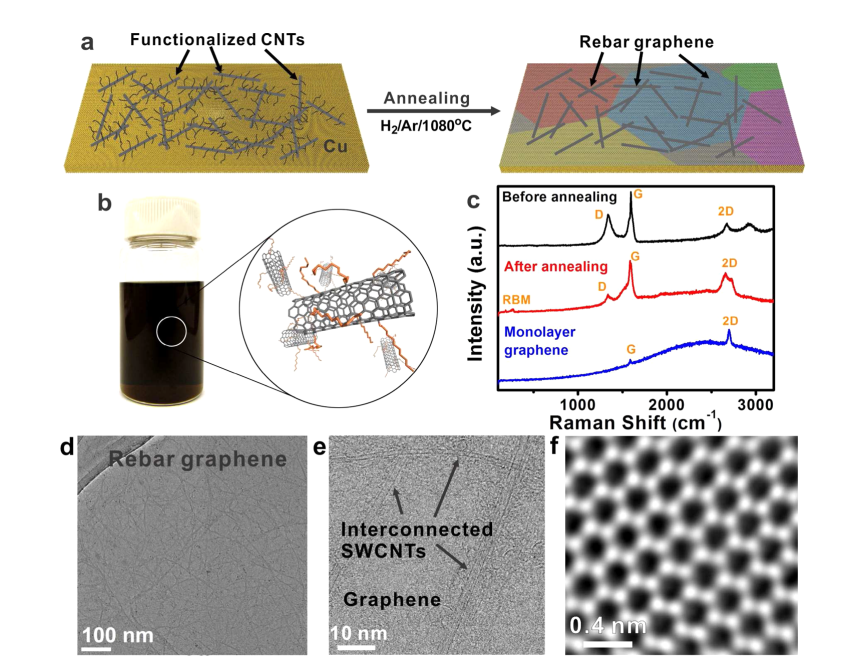 a
Functionalized CNTs
Cu
Annealing
H₂/Ar/1080°C
Rebar graphene
b
c
Before annealing
D
G
2D
After annealing
RBM
D
G
2D
Monolayer
graphene
G
2D
Intensity (a.u.)
1000
2000
3000
Raman Shift (cm⁻¹)
d
Rebar graphene
100 nm
e
Interconnected
SWCNTs
Graphene
10 nm
f
0.4 nm